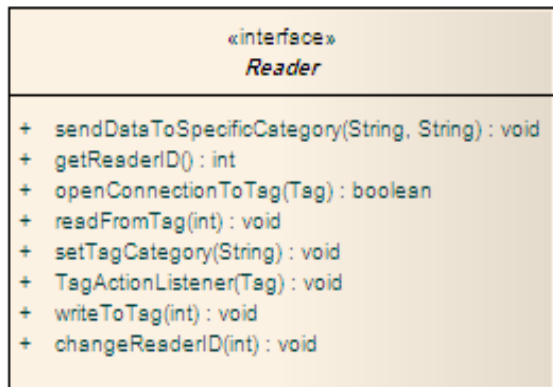 «interface»
Reader
+ sendDataToSpecificCategory(String, String) : void
+ getReaderID() : int
+ openConnectionToTag(Tag) : boolean
+ readFromTag(int) : void
+ setTagCategory(String) : void
+ TagActionListener(Tag) : void
+ writeToTag(int) : void
+ changeReaderID(int) : void